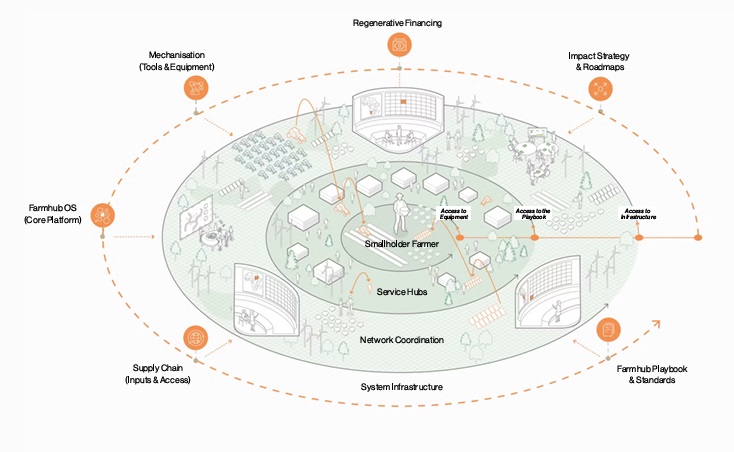 Regenerative Financing
Mechanisation
(Tools & Equipment)
Impact Strategy
& Roadmaps
Farmhub OS
(Core Platform)
Access to
Equipment
Access to the
Playbook
Access to
Infrastructure
Smallholder Farmer
Service Hubs
Network Coordination
Supply Chain
(Inputs & Access)
System Infrastructure
Farmhub Playbook
& Standards